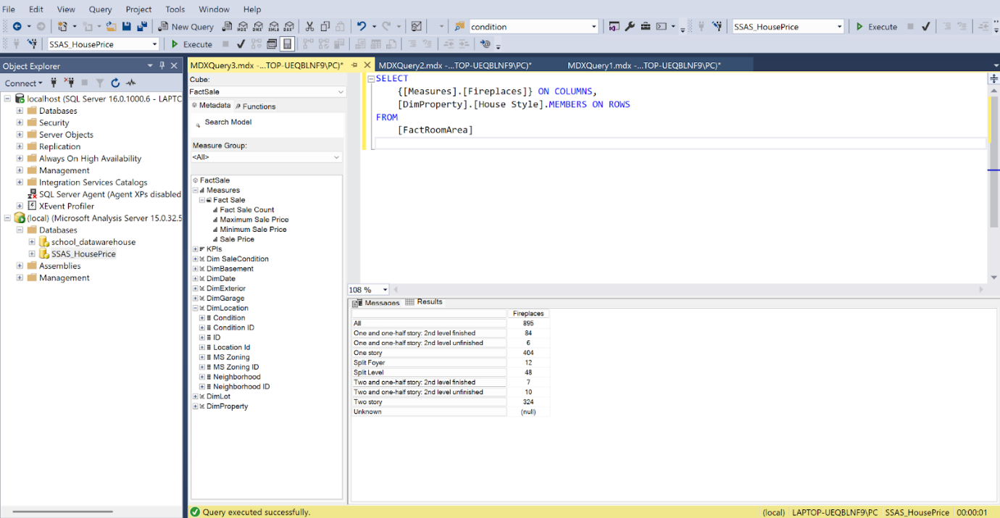 File Edit View Query Project Tools Window Help
New Query MDX DMX XMLA DAX condition SSAS_HousePrice Execute
SSAS_HousePrice Execute
Object Explorer
Connect
localhost (SQL Server 16.0.1000.6 - LAPTC
Databases
Security
Server Objects
Replication
Always On High Availability
Management
Integration Services Catalogs
SQL Server Agent (Agent XPs disabled
XEvent Profiler
(local) (Microsoft Analysis Server 15.0.32.5
Databases
school_datawarehouse
SSAS_HousePrice
Assemblies
Management
MDXQuery3.mdx -...TOP-UEQBLNF9\PC)* MDXQuery2.mdx -...TOP-UEQBLNF9\PC)* MDXQuery1.mdx -...TOP-UEQBLNF9\PC)*
Cube:
FactSale
Metadata Functions
Search Model
Measure Group:
<All>
FactSale
Measures
Fact Sale
Fact Sale Count
Maximum Sale Price
Minimum Sale Price
Sale Price
KPIs
Dim SaleCondition
DimBasement
DimDate
DimExterior
DimGarage
DimLocation
Condition
Condition ID
ID
Location Id
MS Zoning
MS Zoning ID
Neighborhood
Neighborhood ID
DimLot
DimProperty
SELECT
{[Measures].[Fireplaces]} ON COLUMNS,
[DimProperty].[House Style].MEMBERS ON ROWS
FROM
[FactRoomArea]
108 %
Messages Results
Fireplaces
All 895
One and one-half story: 2nd level finished 84
One and one-half story: 2nd level unfinished 6
One story 404
Split Foyer 12
Split Level 48
Two and one-half story: 2nd level finished 7
Two and one-half story: 2nd level unfinished 10
Two story 324
Unknown (null)
Query executed successfully. (local) LAPTOP-UEQBLNF9\PC SSAS_HousePrice 00:00:01